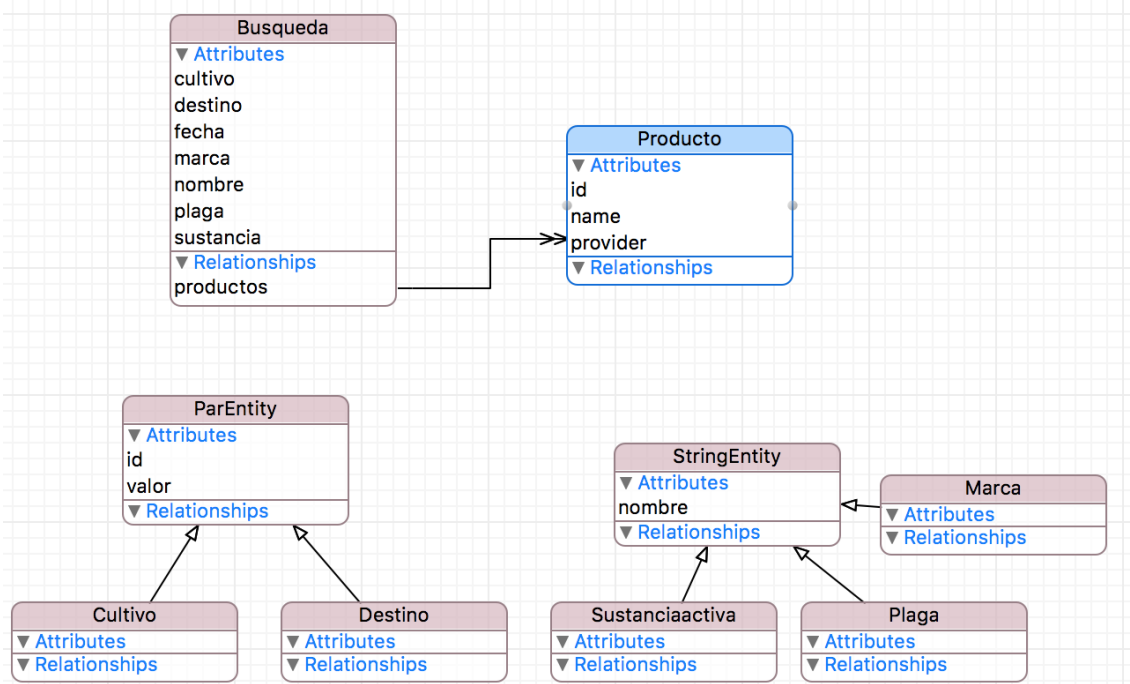 Busqueda
▼ Attributes
cultivo
destino
fecha
marca
nombre
plaga
sustancia
▼ Relationships
productos
Producto
▼ Attributes
id
name
provider
▼ Relationships
ParEntity
▼ Attributes
id
valor
▼ Relationships
StringEntity
▼ Attributes
nombre
▼ Relationships
Marca
▼ Attributes
▼ Relationships
Cultivo
▼ Attributes
▼ Relationships
Destino
▼ Attributes
▼ Relationships
Sustanciaactiva
▼ Attributes
▼ Relationships
Plaga
▼ Attributes
▼ Relationships